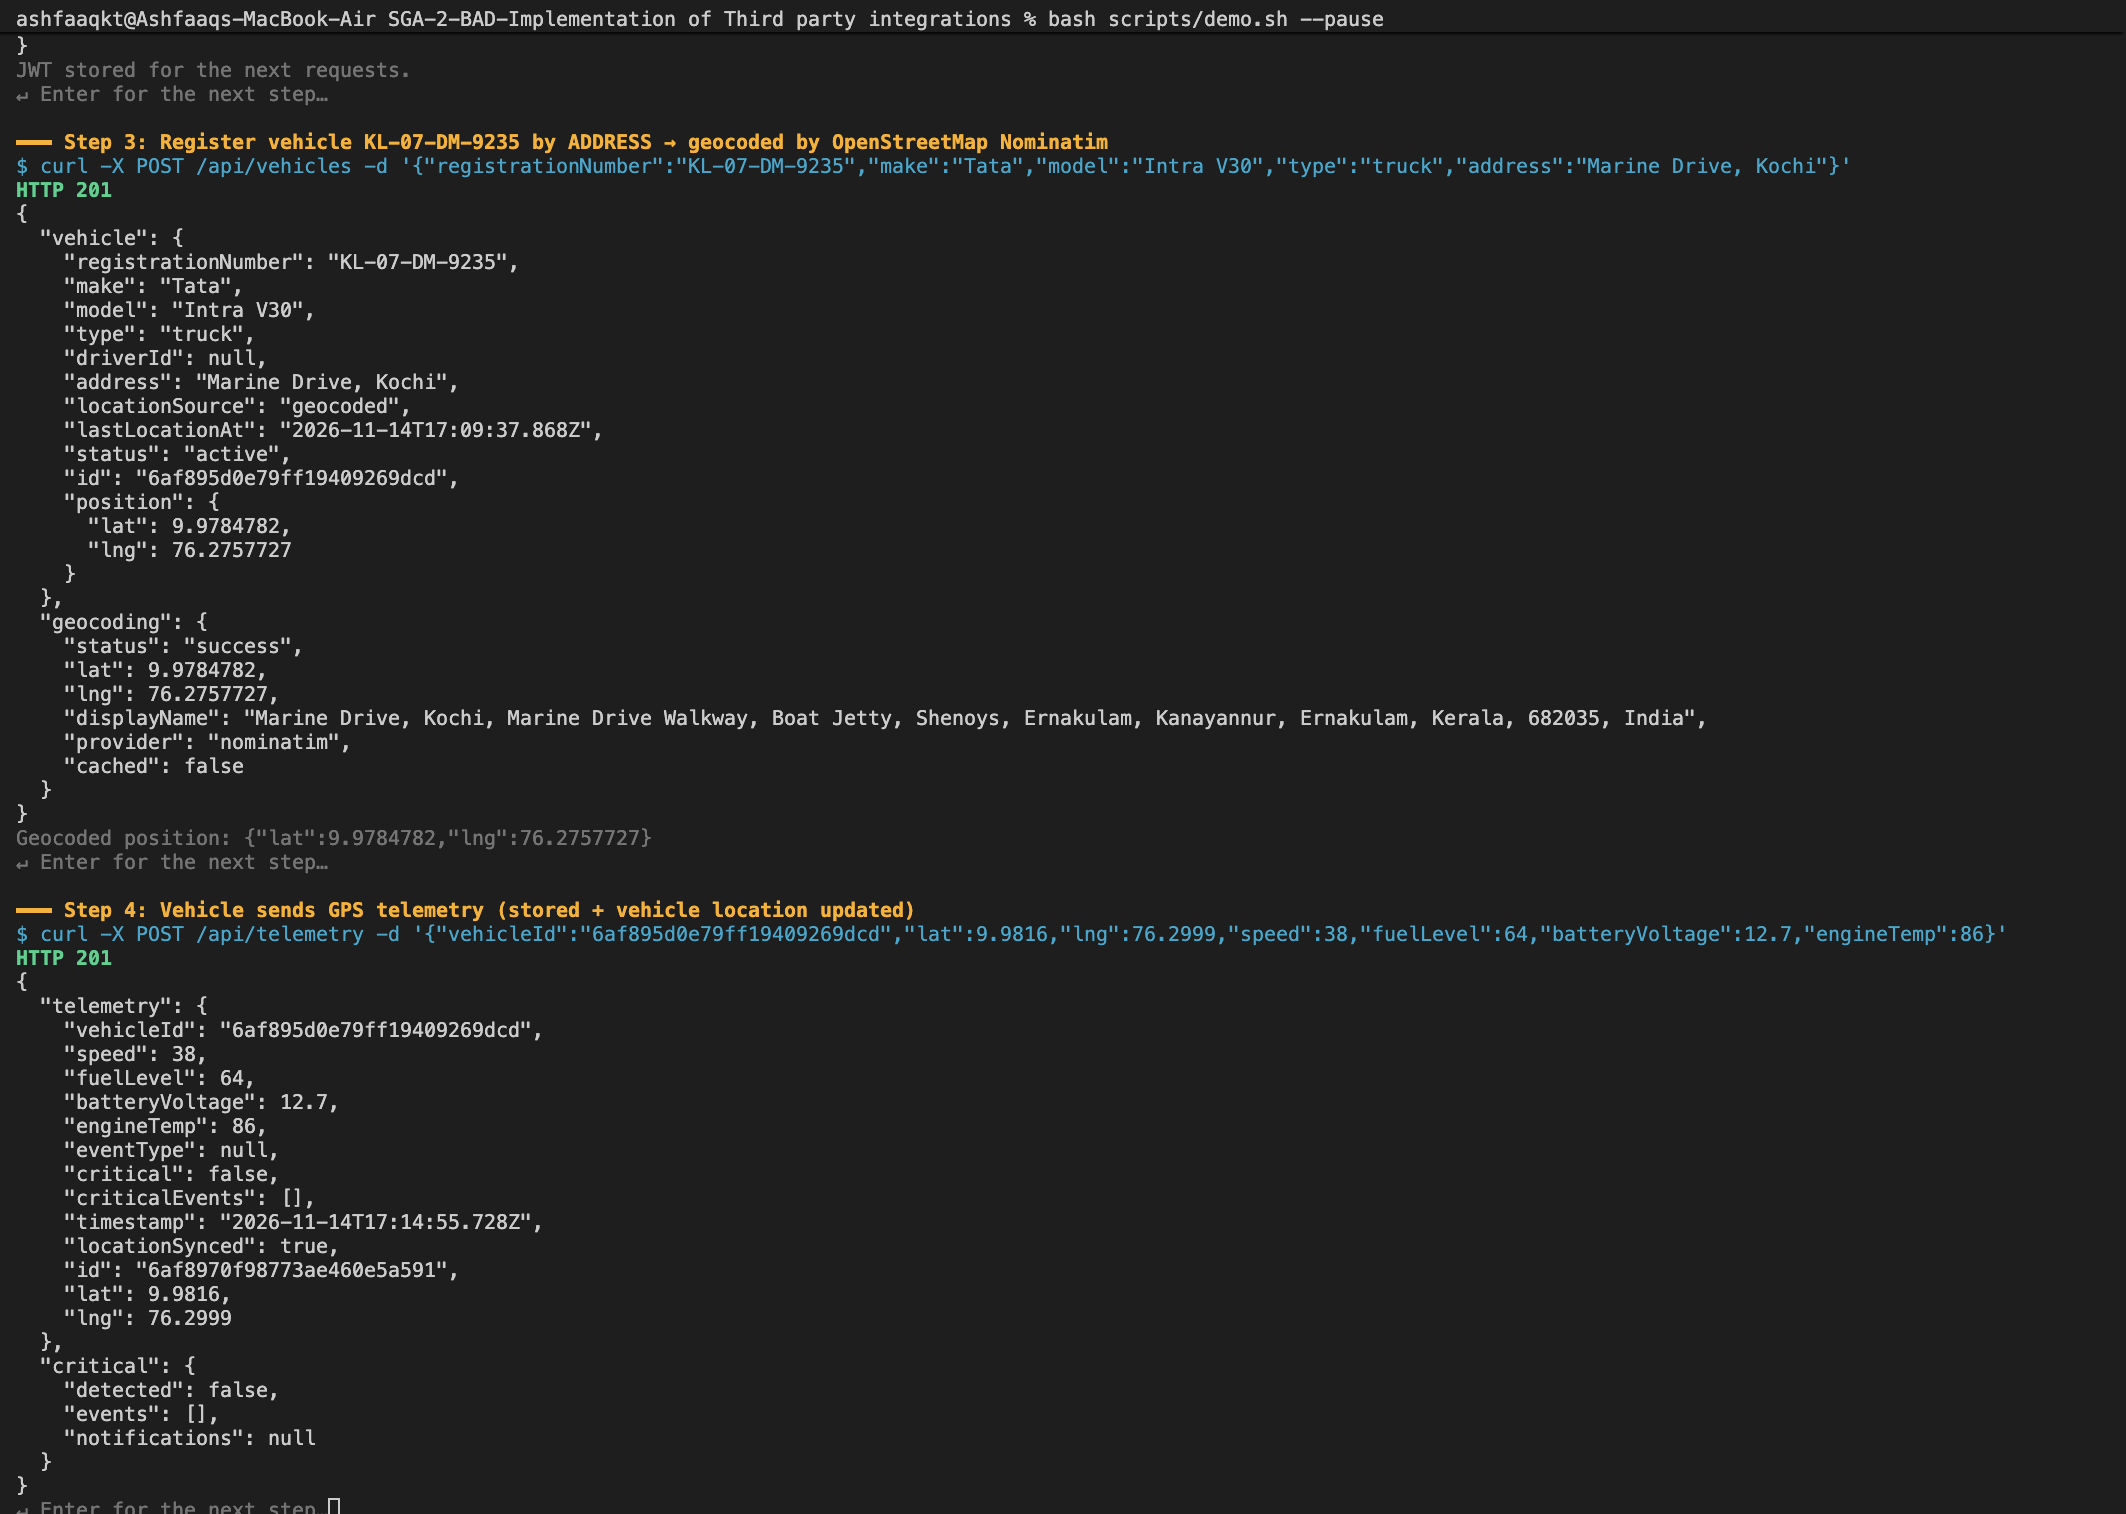 ashfaaqkt@Ashfaaqs-MacBook-Air SGA-2-BAD-Implementation of Third party integrations % bash scripts/demo.sh --pause
}
JWT stored for the next requests.
↵ Enter for the next step…
━━━ Step 3: Register vehicle KL-07-DM-9235 by ADDRESS → geocoded by OpenStreetMap Nominatim
$ curl -X POST /api/vehicles -d '{"registrationNumber":"KL-07-DM-9235","make":"Tata","model":"Intra V30","type":"truck","address":"Marine Drive, Kochi"}'
HTTP 201
{
  "vehicle": {
    "registrationNumber": "KL-07-DM-9235",
    "make": "Tata",
    "model": "Intra V30",
    "type": "truck",
    "driverId": null,
    "address": "Marine Drive, Kochi",
    "locationSource": "geocoded",
    "lastLocationAt": "2026-11-14T17:09:37.868Z",
    "status": "active",
    "id": "6af895d0e79ff19409269dcd",
    "position": {
      "lat": 9.9784782,
      "lng": 76.2757727
    }
  },
  "geocoding": {
    "status": "success",
    "lat": 9.9784782,
    "lng": 76.2757727,
    "displayName": "Marine Drive, Kochi, Marine Drive Walkway, Boat Jetty, Shenoys, Ernakulam, Kanayannur, Ernakulam, Kerala, 682035, India",
    "provider": "nominatim",
    "cached": false
  }
}
Geocoded position: {"lat":9.9784782,"lng":76.2757727}
↵ Enter for the next step…
━━━ Step 4: Vehicle sends GPS telemetry (stored + vehicle location updated)
$ curl -X POST /api/telemetry -d '{"vehicleId":"6af895d0e79ff19409269dcd","lat":9.9816,"lng":76.2999,"speed":38,"fuelLevel":64,"batteryVoltage":12.7,"engineTemp":86}'
HTTP 201
{
  "telemetry": {
    "vehicleId": "6af895d0e79ff19409269dcd",
    "speed": 38,
    "fuelLevel": 64,
    "batteryVoltage": 12.7,
    "engineTemp": 86,
    "eventType": null,
    "critical": false,
    "criticalEvents": [],
    "timestamp": "2026-11-14T17:14:55.728Z",
    "locationSynced": true,
    "id": "6af8970f98773ae460e5a591",
    "lat": 9.9816,
    "lng": 76.2999
  },
  "critical": {
    "detected": false,
    "events": [],
    "notifications": null
  }
}
↵ Enter for the next step